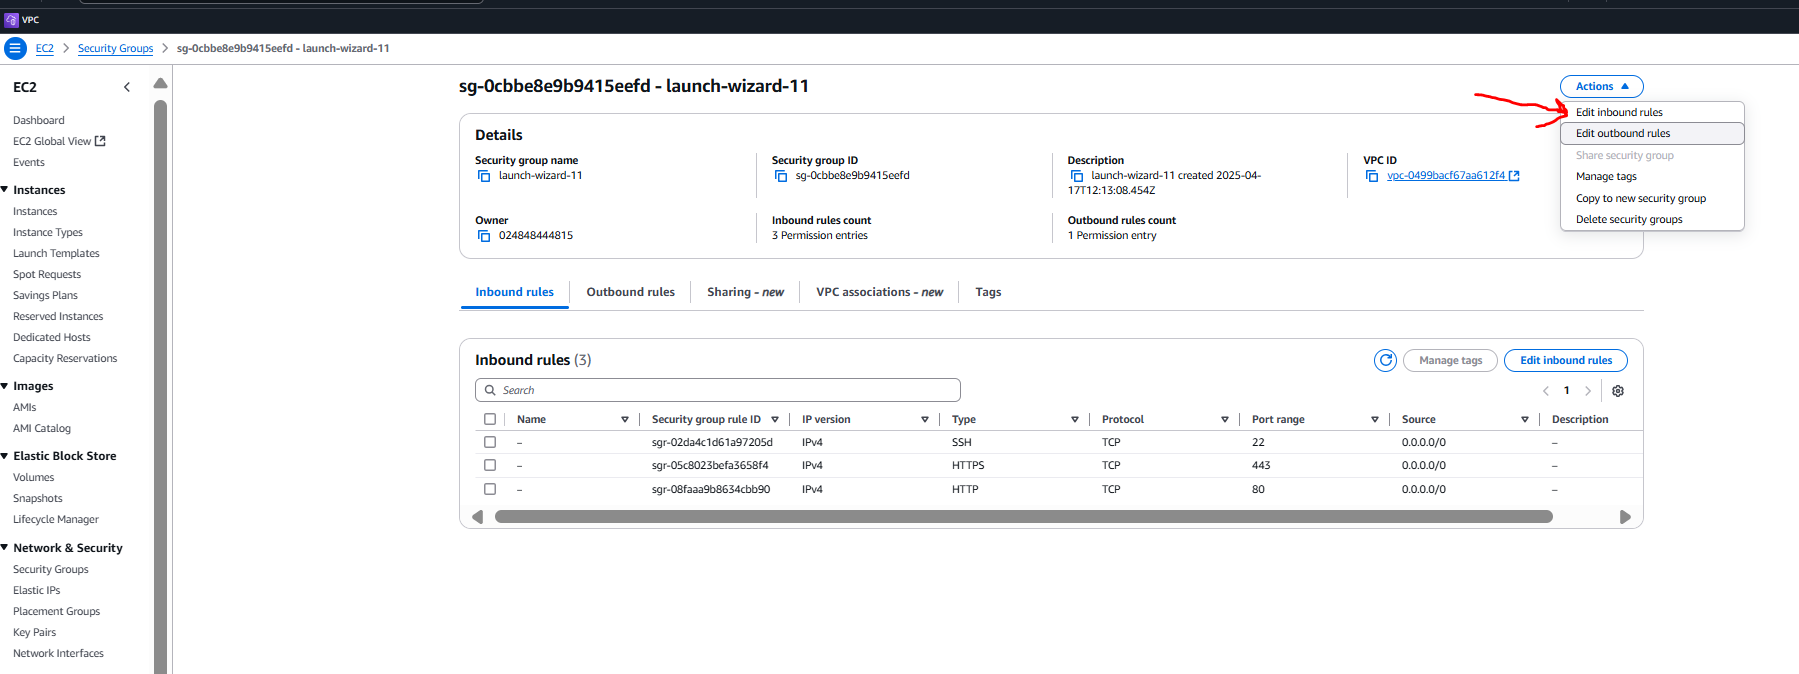 VPC
EC2 > Security Groups > sg-0cbbe8e9b9415eefd - launch-wizard-11
EC2
Dashboard
EC2 Global View
Events
Instances
Instances
Instance Types
Launch Templates
Spot Requests
Savings Plans
Reserved Instances
Dedicated Hosts
Capacity Reservations
Images
AMIs
AMI Catalog
Elastic Block Store
Volumes
Snapshots
Lifecycle Manager
Network & Security
Security Groups
Elastic IPs
Placement Groups
Key Pairs
Network Interfaces
sg-0cbbe8e9b9415eefd - launch-wizard-11
Actions
Edit inbound rules
Edit outbound rules
Share security group
Manage tags
Copy to new security group
Delete security groups
Details
Security group name
launch-wizard-11
Security group ID
sg-0cbbe8e9b9415eefd
Description
launch-wizard-11 created 2025-04-
17T12:13:08.454Z
VPC ID
vpc-0499bacf67aa612f4
Owner
024848444815
Inbound rules count
3 Permission entries
Outbound rules count
1 Permission entry
Inbound rules Outbound rules Sharing - new VPC associations - new Tags
Inbound rules (3)
Manage tags Edit inbound rules
Search
1
Name Security group rule ID IP version Type Protocol Port range Source Description
– sgr-02da4c1d61a97205d IPv4 SSH TCP 22 0.0.0.0/0 –
– sgr-05c8023befa3658f4 IPv4 HTTPS TCP 443 0.0.0.0/0 –
– sgr-08faaa9b8634cbb90 IPv4 HTTP TCP 80 0.0.0.0/0 –